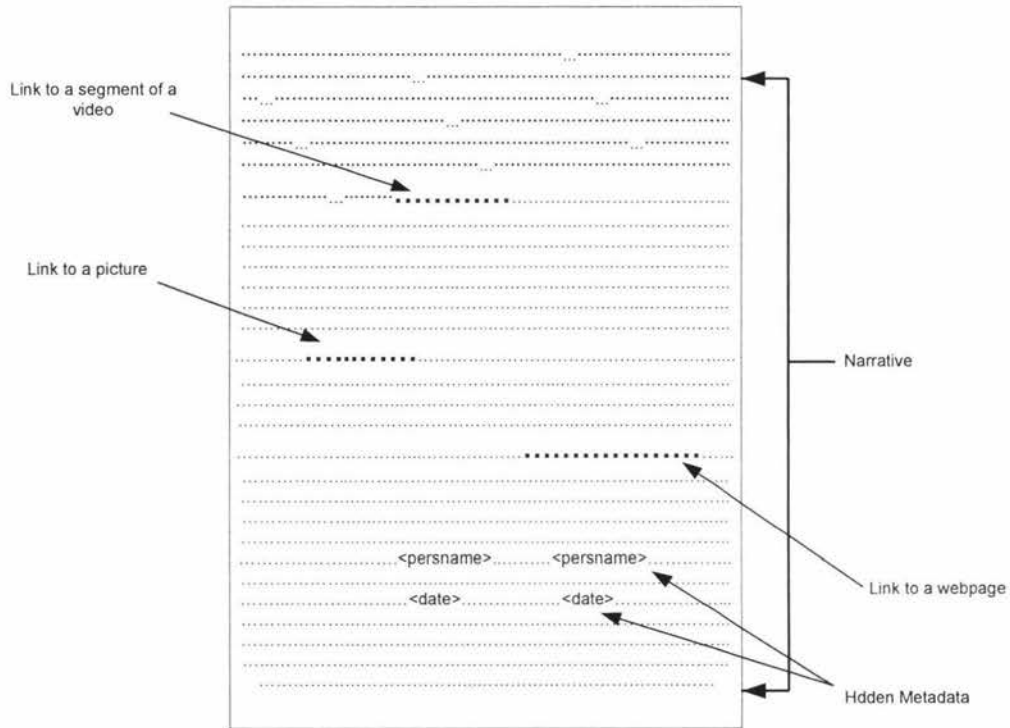 Link to a segment of a
video
Link to a picture
Narrative
<persname> <persname>
Link to a webpage
<date> <date>
Hdden Metadata